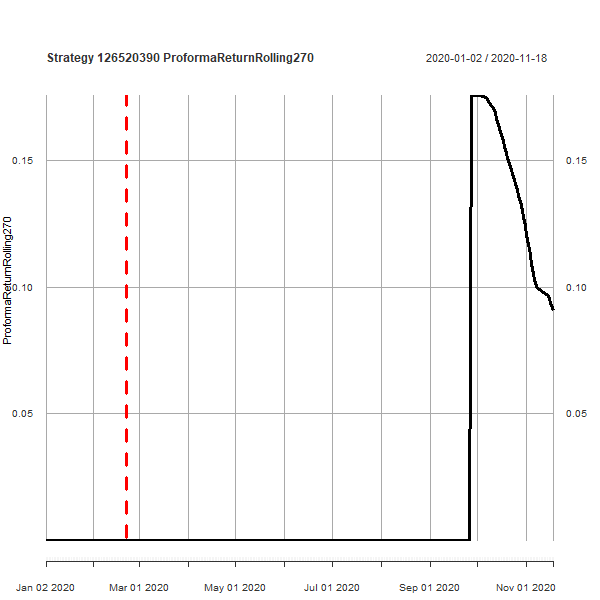 Strategy 126520390 ProformaReturnRolling270
2020-01-02 / 2020-11-18
ProformaReturnRolling270
0.15
0.15
0.10
0.10
0.05
0.05
Jan 02 2020
Mar 01 2020
May 01 2020
Jul 01 2020
Sep 01 2020
Nov 01 2020